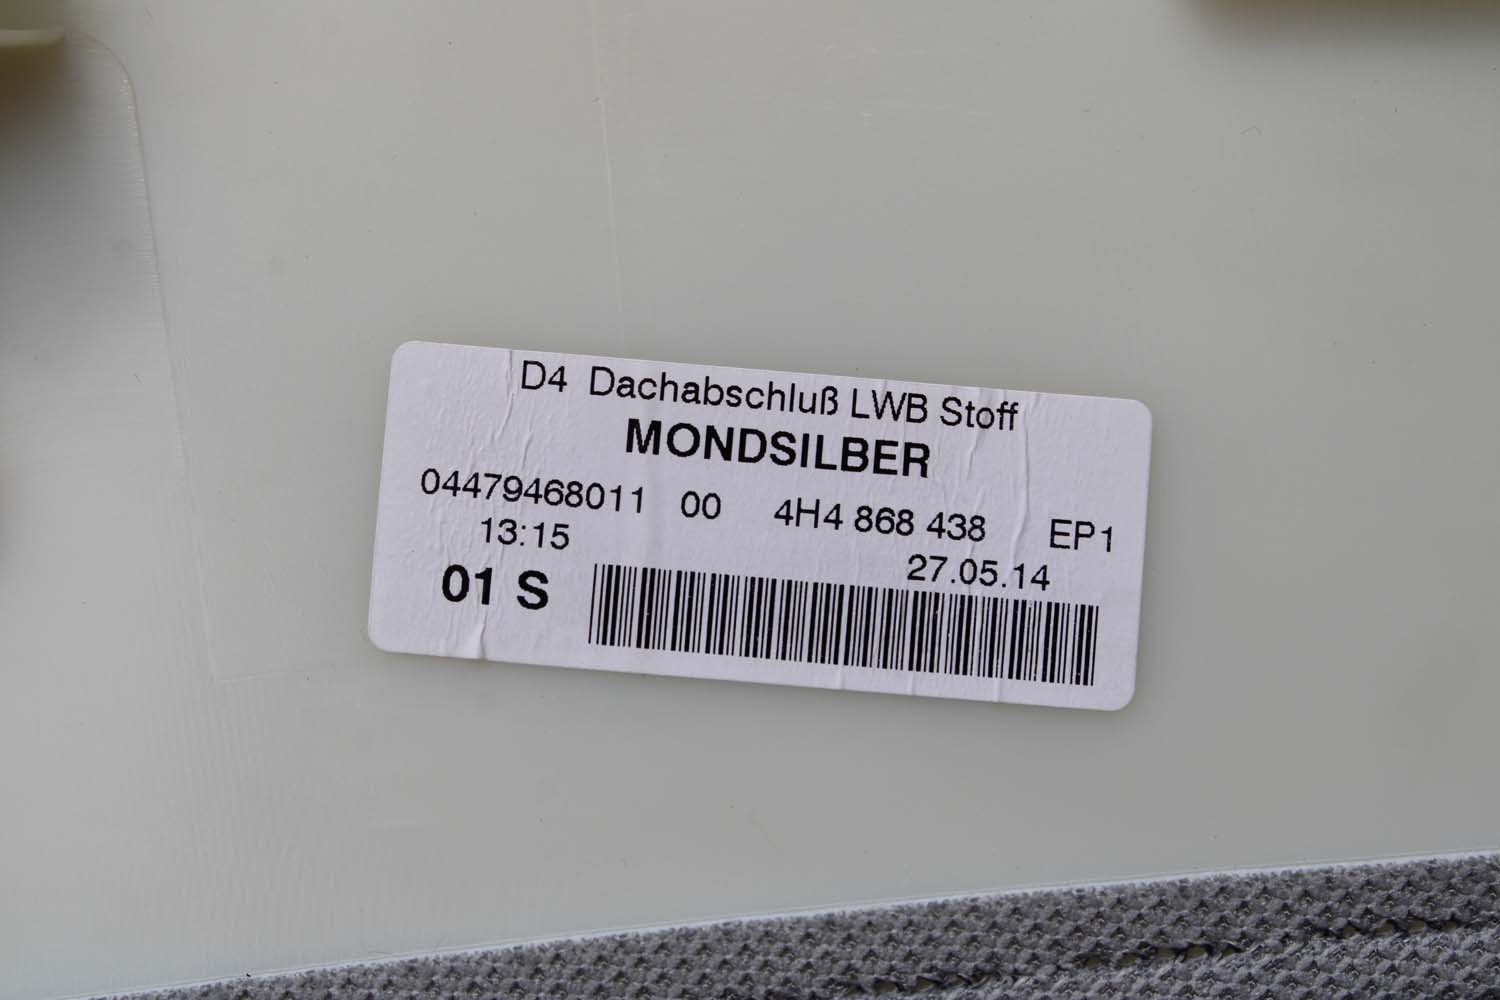 D4 Dachabschluß LWB Stoff
MONDSILBER
04479468011 00 4H4 868 438 EP1
13:15 27.05.14
01 S